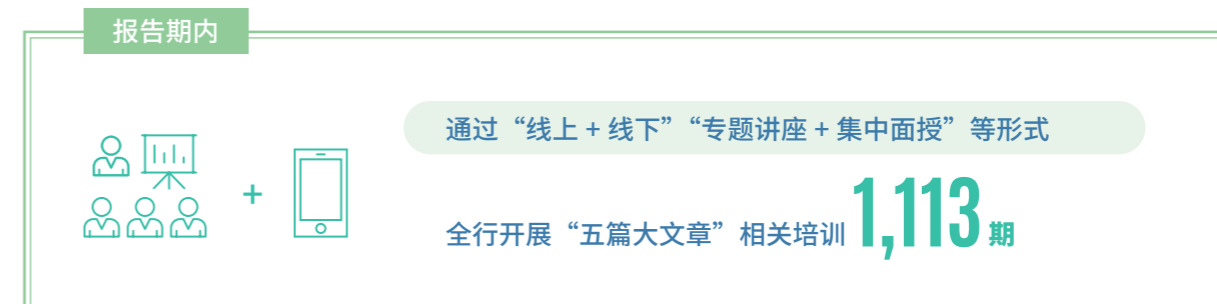 报告期内
通过“线上 + 线下”“专题讲座 + 集中面授”等形式
全行开展“五篇大文章”相关培训 1,113 期